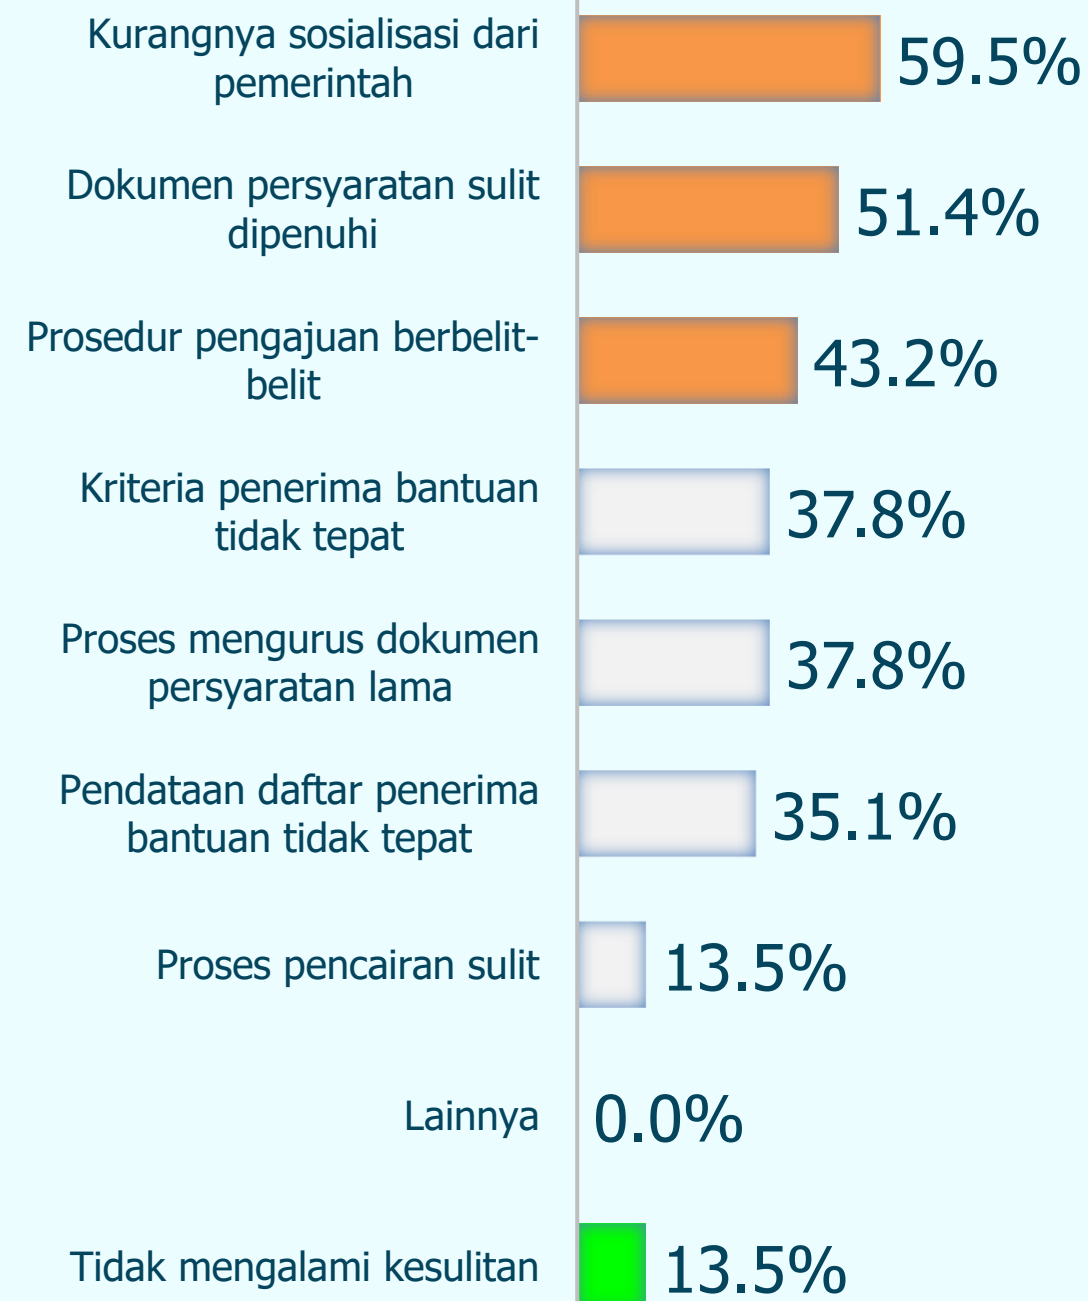 Kurangnya sosialisasi dari
pemerintah
59.5%
Dokumen persyaratan sulit
dipenuhi
51.4%
Prosedur pengajuan berbelit-
belit
43.2%
Kriteria penerima bantuan
tidak tepat
37.8%
Proses mengurus dokumen
persyaratan lama
37.8%
Pendataan daftar penerima
bantuan tidak tepat
35.1%
Proses pencairan sulit
13.5%
Lainnya
0.0%
Tidak mengalami kesulitan
13.5%